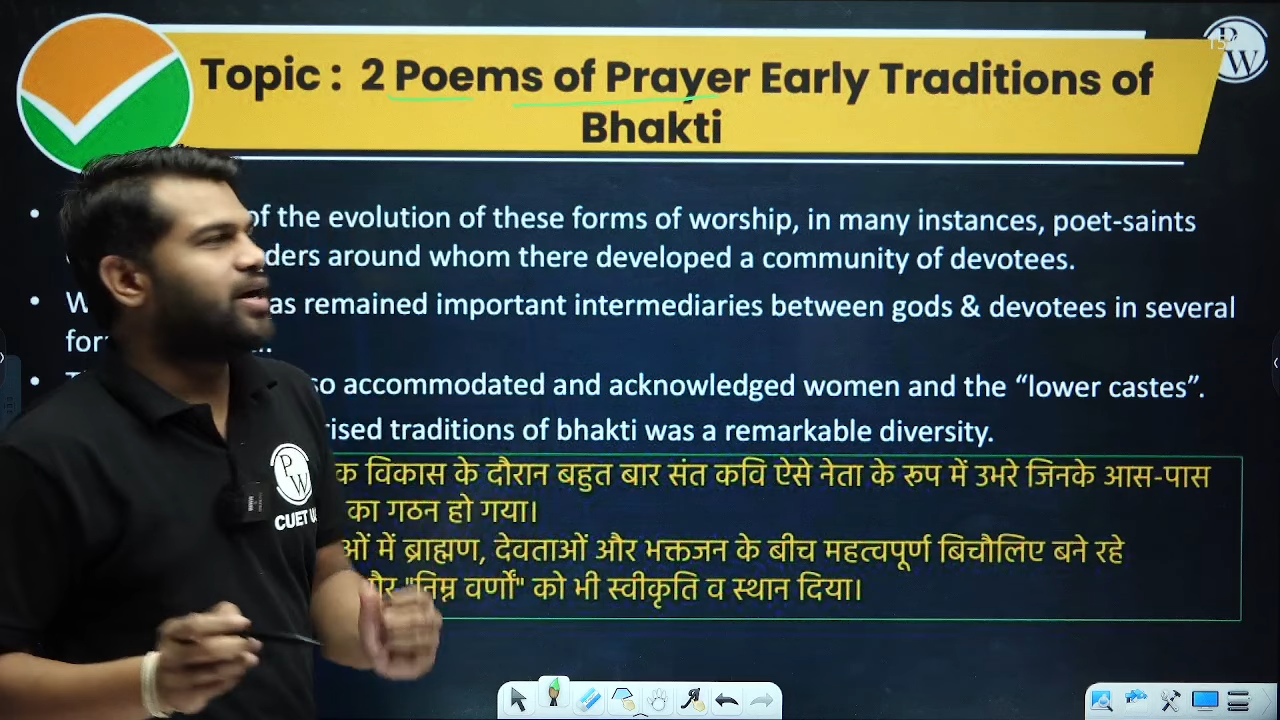 Topic : 2 Poems of Prayer Early Traditions of
Bhakti
PW
of the evolution of these forms of worship, in many instances, poet-saints
ders around whom there developed a community of devotees.
as remained important intermediaries between gods & devotees in several
so accommodated and acknowledged women and the “lower castes”.
rised traditions of bhakti was a remarkable diversity.
क विकास के दौरान बहुत बार संत कवि ऐसे नेता के रूप में उभरे जिनके आस-पास
का गठन हो गया।
ओं में ब्राह्मण, देवताओं और भक्तजन के बीच महत्वपूर्ण बिचौलिए बने रहे
और "निम्न वर्णों" को भी स्वीकृति व स्थान दिया।
PW
CUET